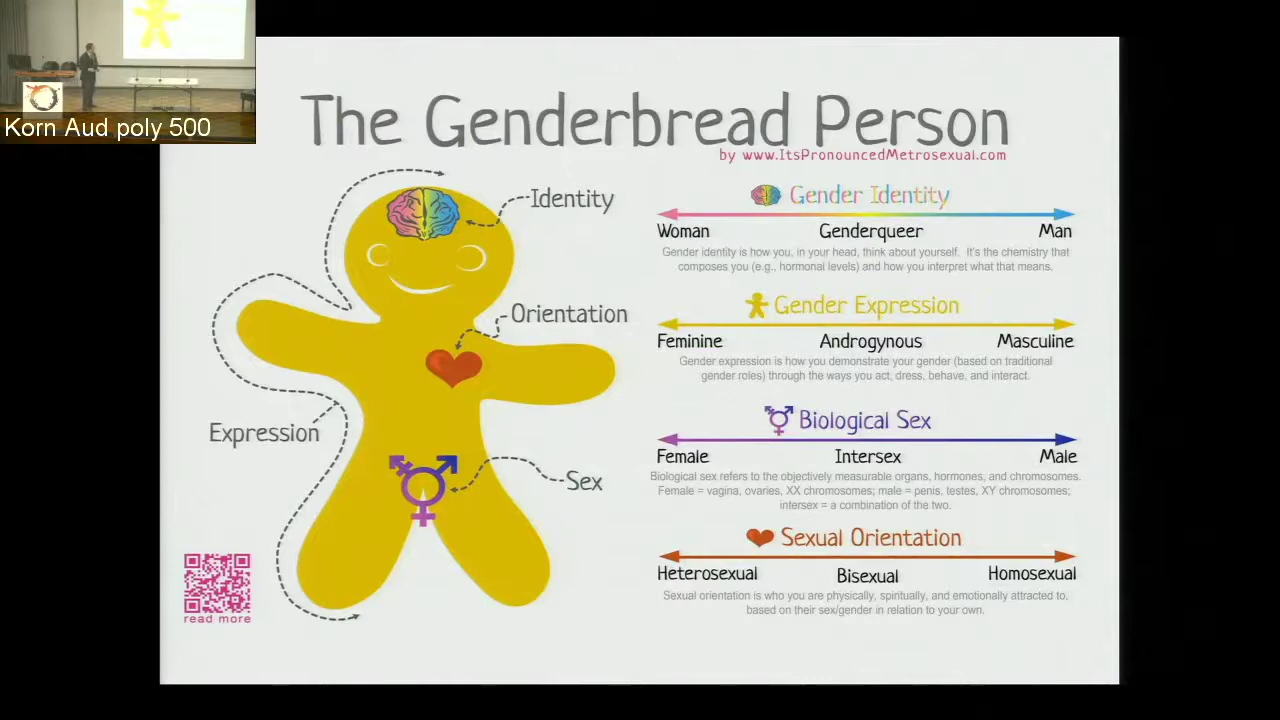 Korn Aud poly 500
The Genderbread Person
by www.ItsPronouncedMetrosexual.com
Identity
Orientation
Expression
Sex
read more
Gender Identity
Woman Genderqueer Man
Gender identity is how you, in your head, think about yourself. It's the chemistry that
composes you (e.g., hormonal levels) and how you interpret what that means.
Gender Expression
Feminine Androgynous Masculine
Gender expression is how you demonstrate your gender (based on traditional
gender roles) through the ways you act, dress, behave, and interact.
Biological Sex
Female Intersex Male
Biological sex refers to the objectively measurable organs, hormones, and chromosomes.
Female = vagina, ovaries, XX chromosomes; male = penis, testes, XY chromosomes;
intersex = a combination of the two.
Sexual Orientation
Heterosexual Bisexual Homosexual
Sexual orientation is who you are physically, spiritually, and emotionally attracted to,
based on their sex/gender in relation to your own.